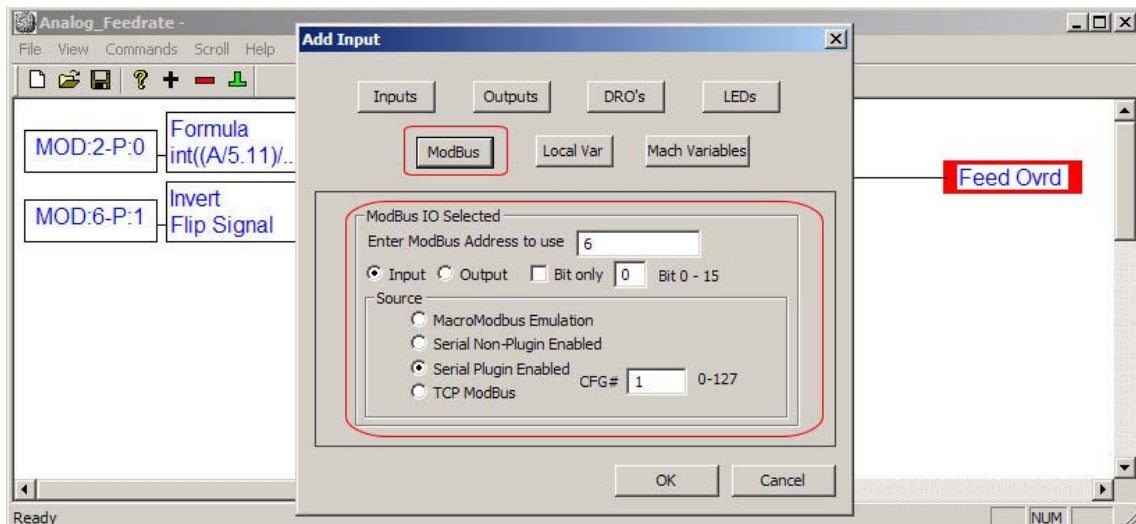 Analog_Feedrate -
File View Commands Scroll Help
Add Input
Inputs Outputs DRO's LEDs
ModBus Local Var Mach Variables
MOD:2-P:0
Formula
int((A/5.11)/..
MOD:6-P:1
Invert
Flip Signal
Feed Ovrd
ModBus IO Selected
Enter ModBus Address to use 6
Input Output Bit only 0 Bit 0 - 15
Source
MacroModbus Emulation
Serial Non-Plugin Enabled
Serial Plugin Enabled CFG# 1 0-127
TCP ModBus
OK Cancel
Ready NUM